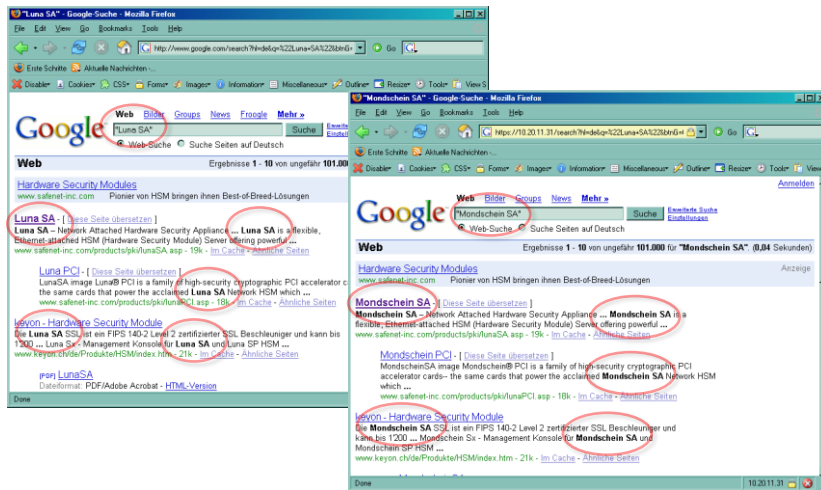 "Luna SA" - Google-Suche - Mozilla Firefox
File Edit View Go Bookmarks Tools Help
http://www.google.com/search?hl=de&q=%22Luna+SA%22&btnG= Go
Erste Schritte Aktuelle Nachrichten -...
Disable Cookies CSS Forms Images Information Miscellaneous Outline Resize Tools View S
Web Bilder Groups News Froogle Mehr »
Google "Luna SA" Suche
Web-Suche Suche Seiten auf Deutsch
Web Ergebnisse 1 - 10 von ungefähr 101.00
Hardware Security Modules
www.safenet-inc.com Pionier von HSM bringen ihnen Best-of-Breed-Lösungen
Luna SA - [ Diese Seite übersetzen ]
Luna SA – Network Attached Hardware Security Appliance ... Luna SA is a flexible,
Ethernet-attached HSM (Hardware Security Module) Server offering powerful ...
www.safenet-inc.com/products/pki/lunaSA.asp - 19k - Im Cache - Ähnliche Seiten
Luna PCI - [ Diese Seite übersetzen ]
LunaSA image Luna® PCI is a family of high-security cryptographic PCI accelerator c
the same cards that power the acclaimed Luna SA Network HSM which ...
www.safenet-inc.com/products/pki/lunaPCI.asp - 18k - Im Cache - Ähnliche Seiten
keyon - Hardware Security Module
Die Luna SA SSL ist ein FIPS 140-2 Level 2 zertifizierter SSL Beschleuniger und kann bis
1200 ... Luna Sx - Management Konsole für Luna SA und Luna SP HSM ...
www.keyon.ch/de/Produkte/HSM/index.htm - 21k - Im Cache - Ähnliche Seiten
[PDF] LunaSA
Dateiformat: PDF/Adobe Acrobat - HTML-Version
Done
"Mondschein SA" - Google-Suche - Mozilla Firefox
File Edit View Go Bookmarks Tools Help
https://10.20.11.31/search?hl=de&q=%22Luna+SA%22&btnG=l Go
Erste Schritte Aktuelle Nachrichten -...
Disable Cookies CSS Forms Images Information Miscellaneous Outline Resize Tools View
Anmelden
Web Bilder Groups News Mehr »
Google "Mondschein SA" Suche Erweiterte Suche
Einstellungen
Web-Suche Suche Seiten auf Deutsch
Web Ergebnisse 1 - 10 von ungefähr 101.000 für "Mondschein SA". (0,04 Sekunden)
Hardware Security Modules Anzeige
www.safenet-inc.com Pionier von HSM bringen ihnen Best-of-Breed-Lösungen
Mondschein SA - [ Diese Seite übersetzen ]
Mondschein SA – Network Attached Hardware Security Appliance ... Mondschein SA is a
flexible, Ethernet-attached HSM (Hardware Security Module) Server offering powerful ...
www.safenet-inc.com/products/pki/lunaSA.asp - 19k - Im Cache - Ähnliche Seiten
Mondschein PCI - [ Diese Seite übersetzen ]
MondscheinSA image Mondschein® PCI is a family of high-security cryptographic PCI
accelerator cards-- the same cards that power the acclaimed Mondschein SA Network HSM
which ...
www.safenet-inc.com/products/pki/lunaPCI.asp - 18k - Im Cache - Ähnliche Seiten
keyon - Hardware Security Module
Die Mondschein SA SSL ist ein FIPS 140-2 Level 2 zertifizierter SSL Beschleuniger und
kann bis 1200 ... Mondschein Sx - Management Konsole für Mondschein SA und
Mondschein SP HSM ...
www.keyon.ch/de/Produkte/HSM/index.htm - 21k - Im Cache - Ähnliche Seiten
Done 10.20.11.31